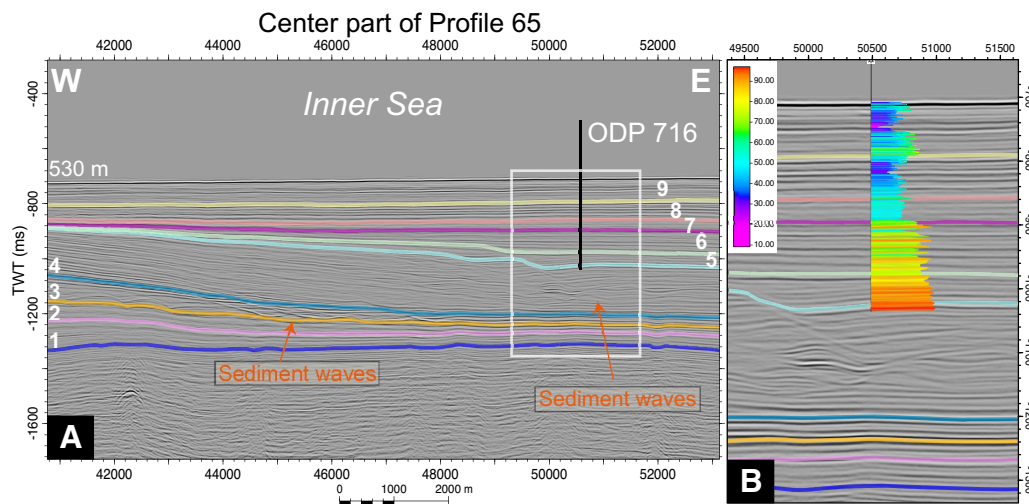 Center part of Profile 65
42000 44000 46000 48000 50000 52000
W
E
Inner Sea
ODP 716
530 m
-400
-800
-1200
-1600
TWT (ms)
9
8
7
6
5
4
3
2
1
Sediment waves
Sediment waves
A
42000 44000 46000 48000 50000 52000
0 1000 2000 m
49500 50000 50500 51000 51500
90.00
80.00
70.00
60.00
50.00
40.00
30.00
20.00
10.00
B